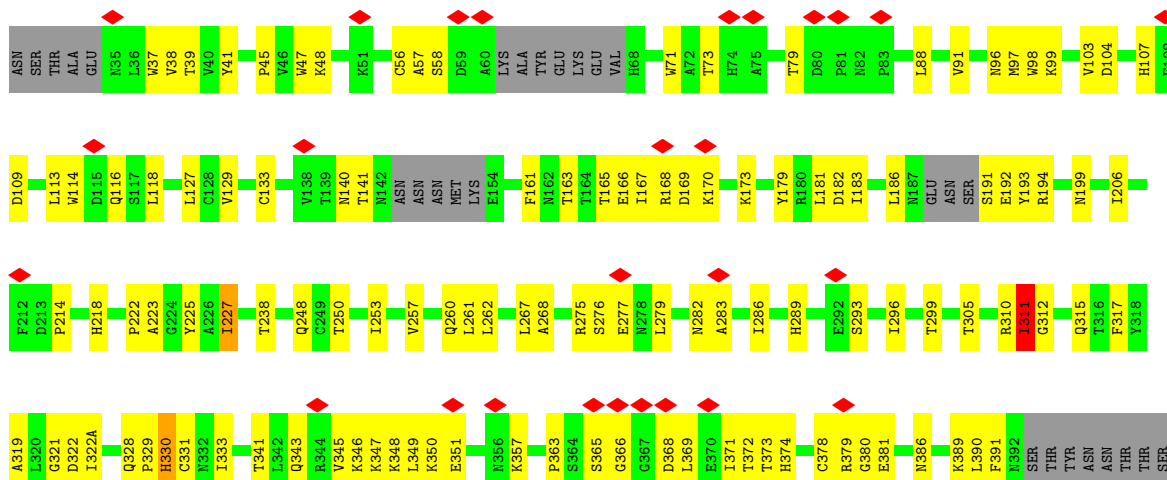 ASN SER THR ALA GLU N35 L36 W37 V38 T39 V40 Y41 P45 V46 W47 K48 K51 C56 A57 S58 D59 A60 LYS ALA TYR GLU LYS GLU VAL H68 W71 A72 T73 H74 A75 T79 D80 P81 N82 P83 L88 V91 N96 M97 W98 K99 V103 D104 H107
D109 L113 W114 D115 Q116 S117 L118 L127 C128 V129 C133 V138 T139 N140 T141 N142 ASN ASN ASN MET LYS E154 F161 N162 T163 T164 T165 E166 I167 R168 D169 K170 K173 Y179 R180 L181 D182 I183 L186 N187 GLU ASN SER S191 E192 Y193 R194 N199 I206
F212 D213 P214 H218 P222 A223 G224 Y225 A226 I227 T238 Q248 C249 T250 I253 V257 Q260 L261 L262 L267 A268 R275 S276 E277 N278 L279 N282 A283 I286 H289 E292 S293 I296 T299 T305 R310 I311 G312 Q315 T316 F317 Y318
A319 L320 G321 D322 I322A Q328 P329 H330 C331 N332 I333 T341 L342 Q343 R344 V345 K346 K347 K348 L349 K350 E351 N356 K357 P363 S364 S365 G366 G367 D368 L369 E370 I371 T372 T373 H374 C378 R379 G380 E381 N386 K389 L390 F391 N392 SER THR TYR ASN ASN THR THR SER